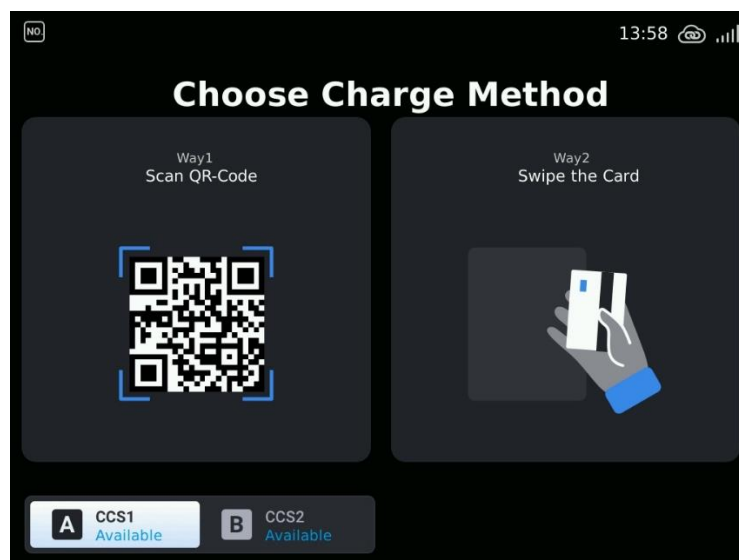 NO.
13:58
Choose Charge Method
Way1
Scan QR-Code
Way2
Swipe the Card
A
CCS1
Available
B
CCS2
Available